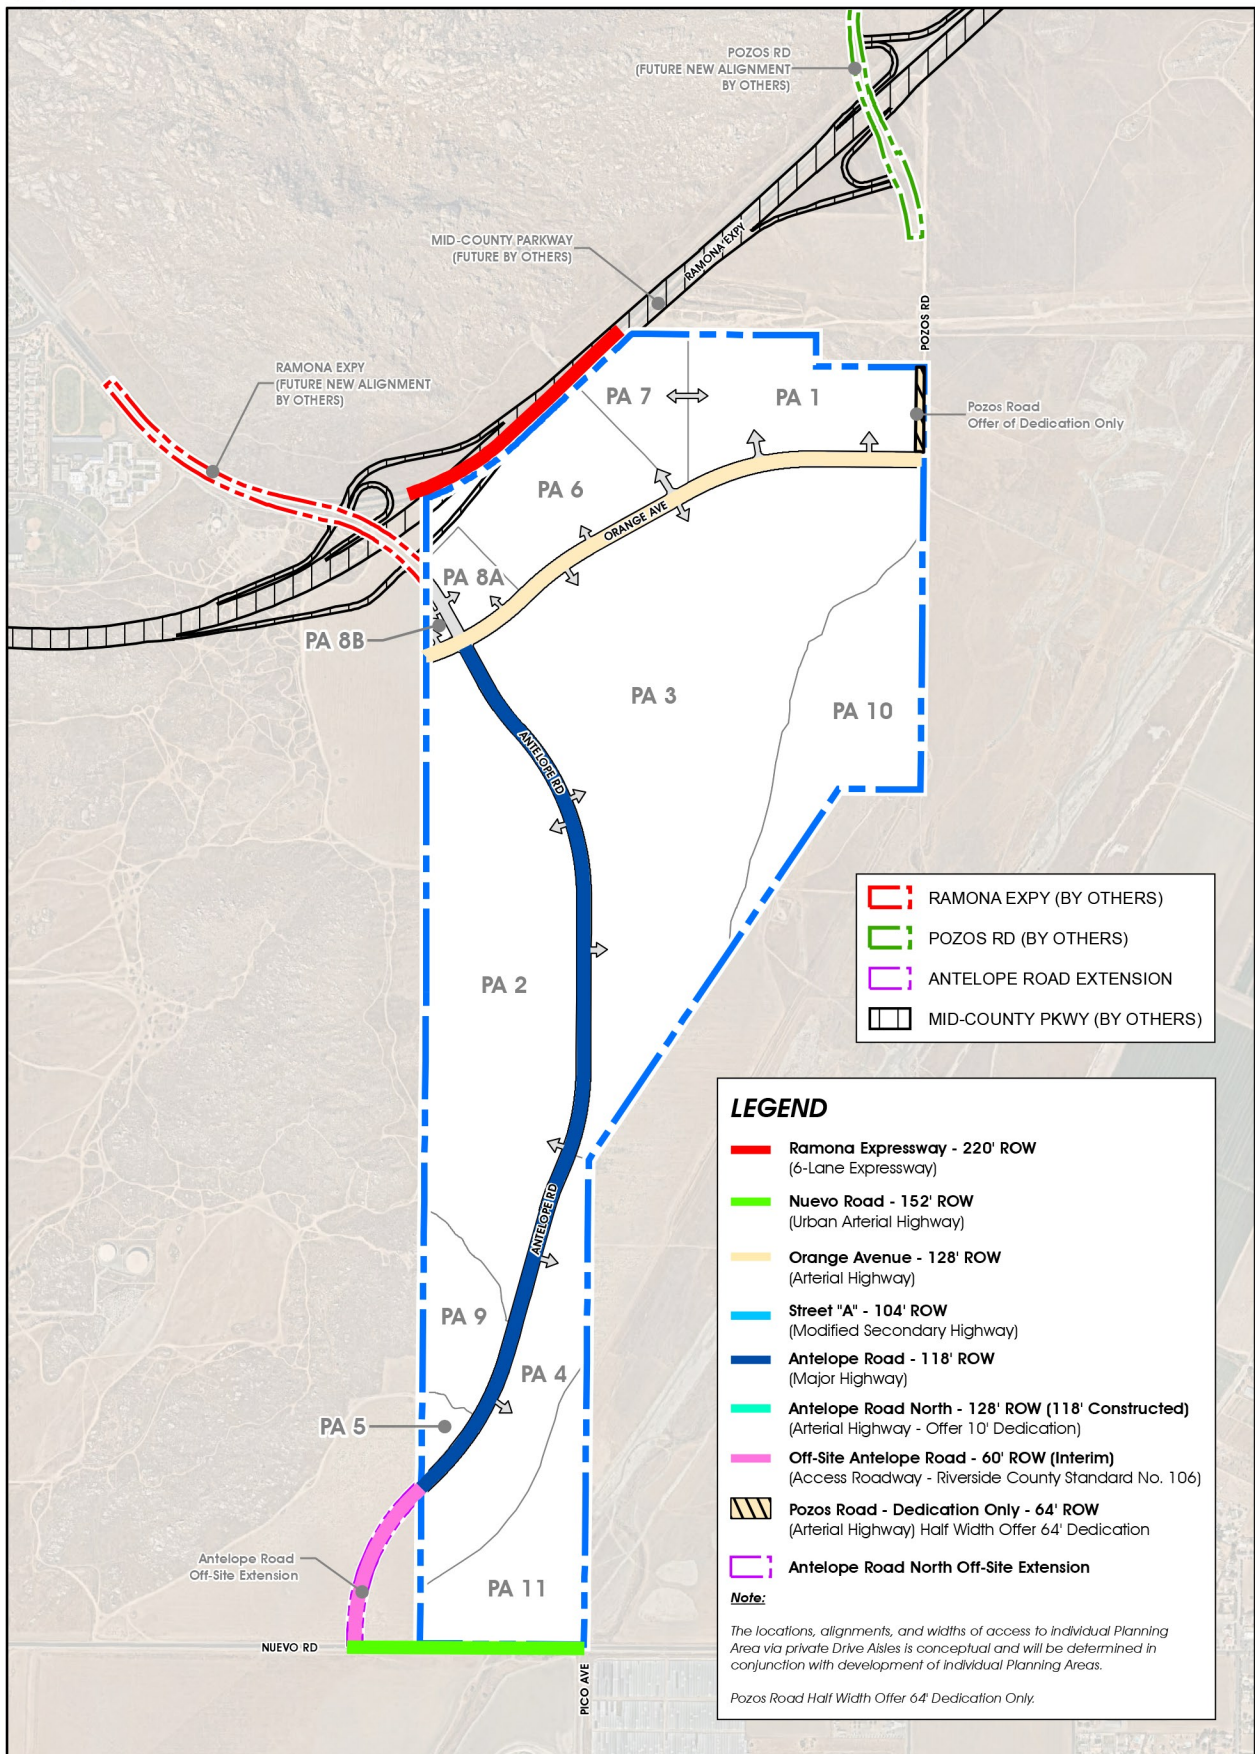 POZOS RD
(FUTURE NEW ALIGNMENT
BY OTHERS)
MID-COUNTY PARKWAY
(FUTURE BY OTHERS)
RAMONA EXPY
POZOS RD
RAMONA EXPY
(FUTURE NEW ALIGNMENT
BY OTHERS)
PA 7
PA 1
Pozos Road
Offer of Dedication Only
PA 6
ORANGE AVE
PA 8A
PA 8B
PA 3
PA 10
ANTELOPE RD
PA 2
RAMONA EXPY (BY OTHERS)
POZOS RD (BY OTHERS)
ANTELOPE ROAD EXTENSION
MID-COUNTY PKWY (BY OTHERS)
ANTELOPE RD
PA 9
PA 4
PA 5
Antelope Road
Off-Site Extension
PA 11
NUEVO RD
PICO AVE
LEGEND
Ramona Expressway - 220' ROW
(6-Lane Expressway)
Nuevo Road - 152' ROW
(Urban Arterial Highway)
Orange Avenue - 128' ROW
(Arterial Highway)
Street "A" - 104' ROW
(Modified Secondary Highway)
Antelope Road - 118' ROW
(Major Highway)
Antelope Road North - 128' ROW (118' Constructed)
(Arterial Highway - Offer 10' Dedication)
Off-Site Antelope Road - 60' ROW (Interim)
(Access Roadway - Riverside County Standard No. 106)
Pozos Road - Dedication Only - 64' ROW
(Arterial Highway) Half Width Offer 64' Dedication
Antelope Road North Off-Site Extension
Note:
The locations, alignments, and widths of access to individual Planning
Area via private Drive Aisles is conceptual and will be determined in
conjunction with development of individual Planning Areas.
Pozos Road Half Width Offer 64' Dedication Only.